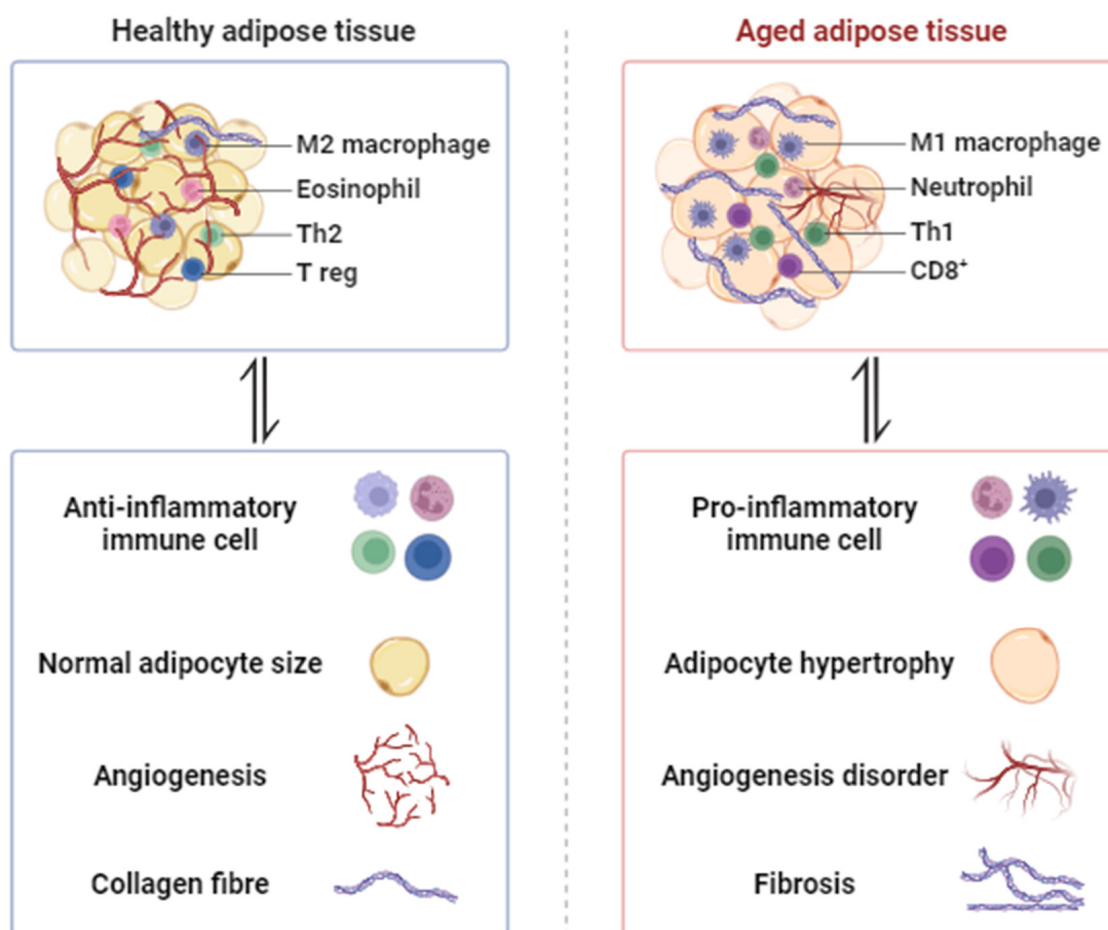 Healthy adipose tissue
M2 macrophage
Eosinophil
Th2
T reg
Anti-inflammatory
immune cell
Normal adipocyte size
Angiogenesis
Collagen fibre
Aged adipose tissue
M1 macrophage
Neutrophil
Th1
CD8⁺
Pro-inflammatory
immune cell
Adipocyte hypertrophy
Angiogenesis disorder
Fibrosis